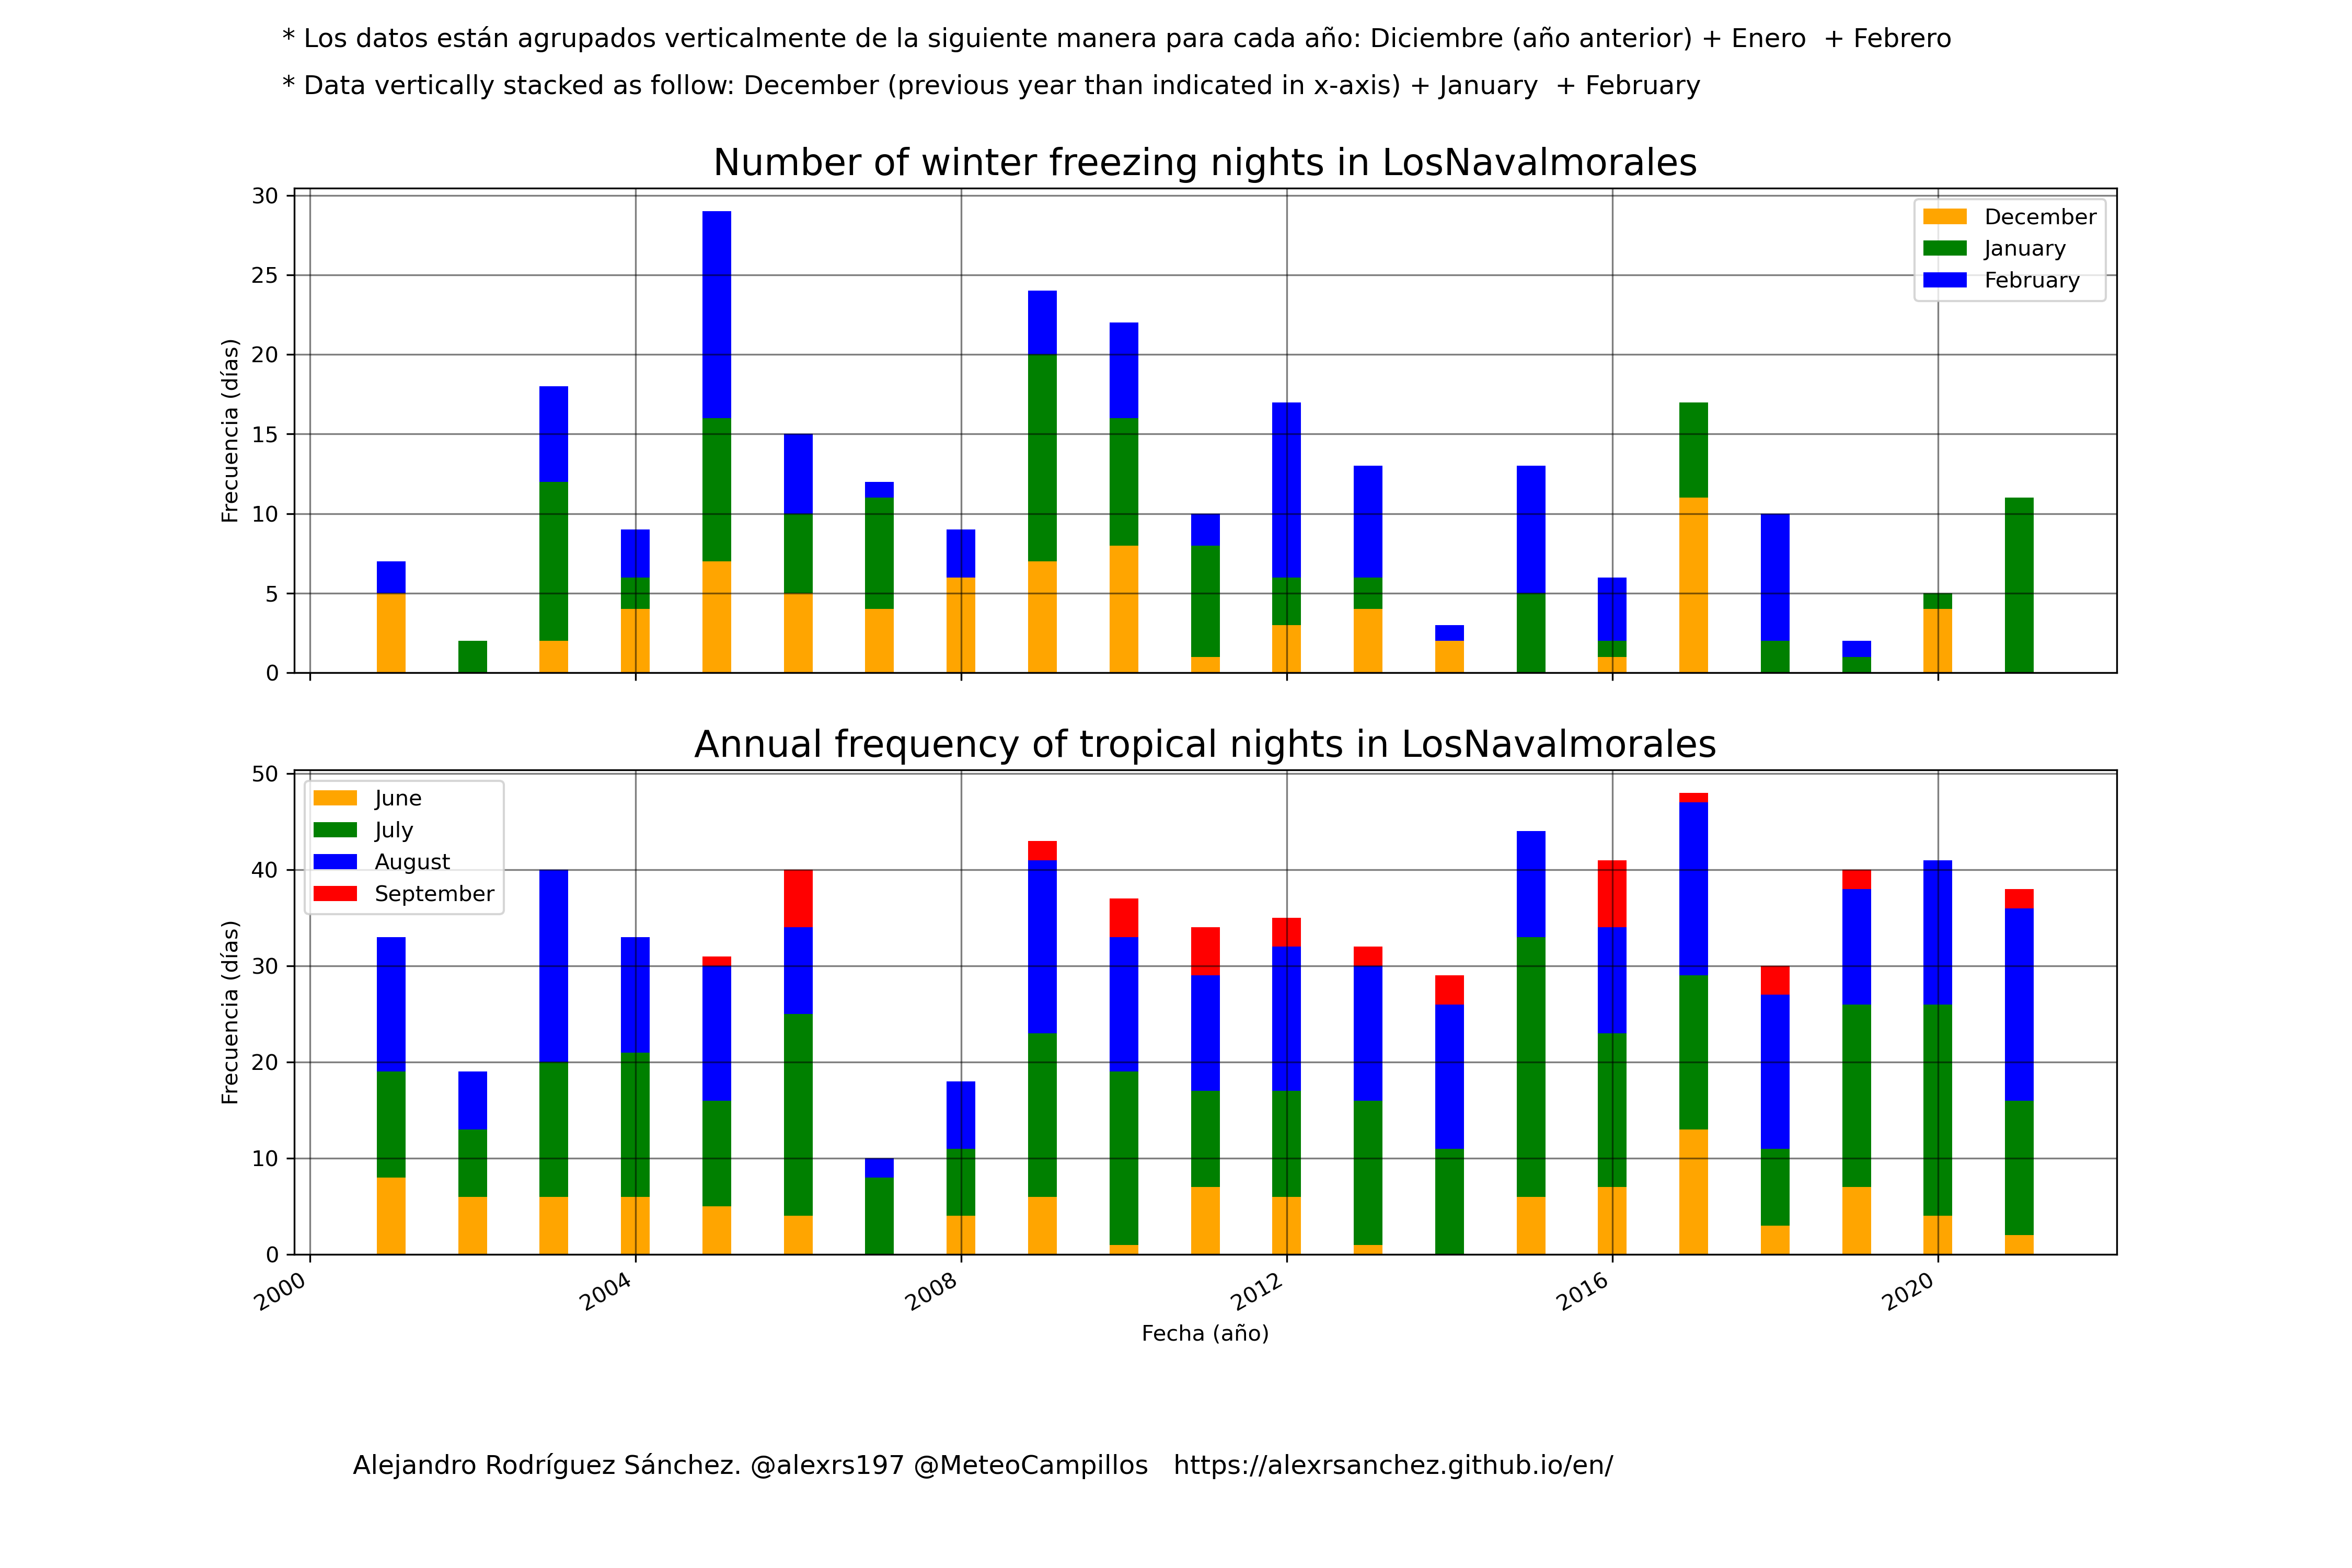 * Los datos están agrupados verticalmente de la siguiente manera para cada año: Diciembre (año anterior) + Enero  + Febrero
* Data vertically stacked as follow: December (previous year than indicated in x-axis) + January  + February
Number of winter freezing nights in LosNavalmorales
30
25
20
15
10
5
0
Frecuencia (días)
December
January
February
Annual frequency of tropical nights in LosNavalmorales
50
40
30
20
10
0
Frecuencia (días)
June
July
August
September
2000
2004
2008
2012
2016
2020
Fecha (año)
Alejandro Rodríguez Sánchez. @alexrs197 @MeteoCampillos   https://alexrsanchez.github.io/en/